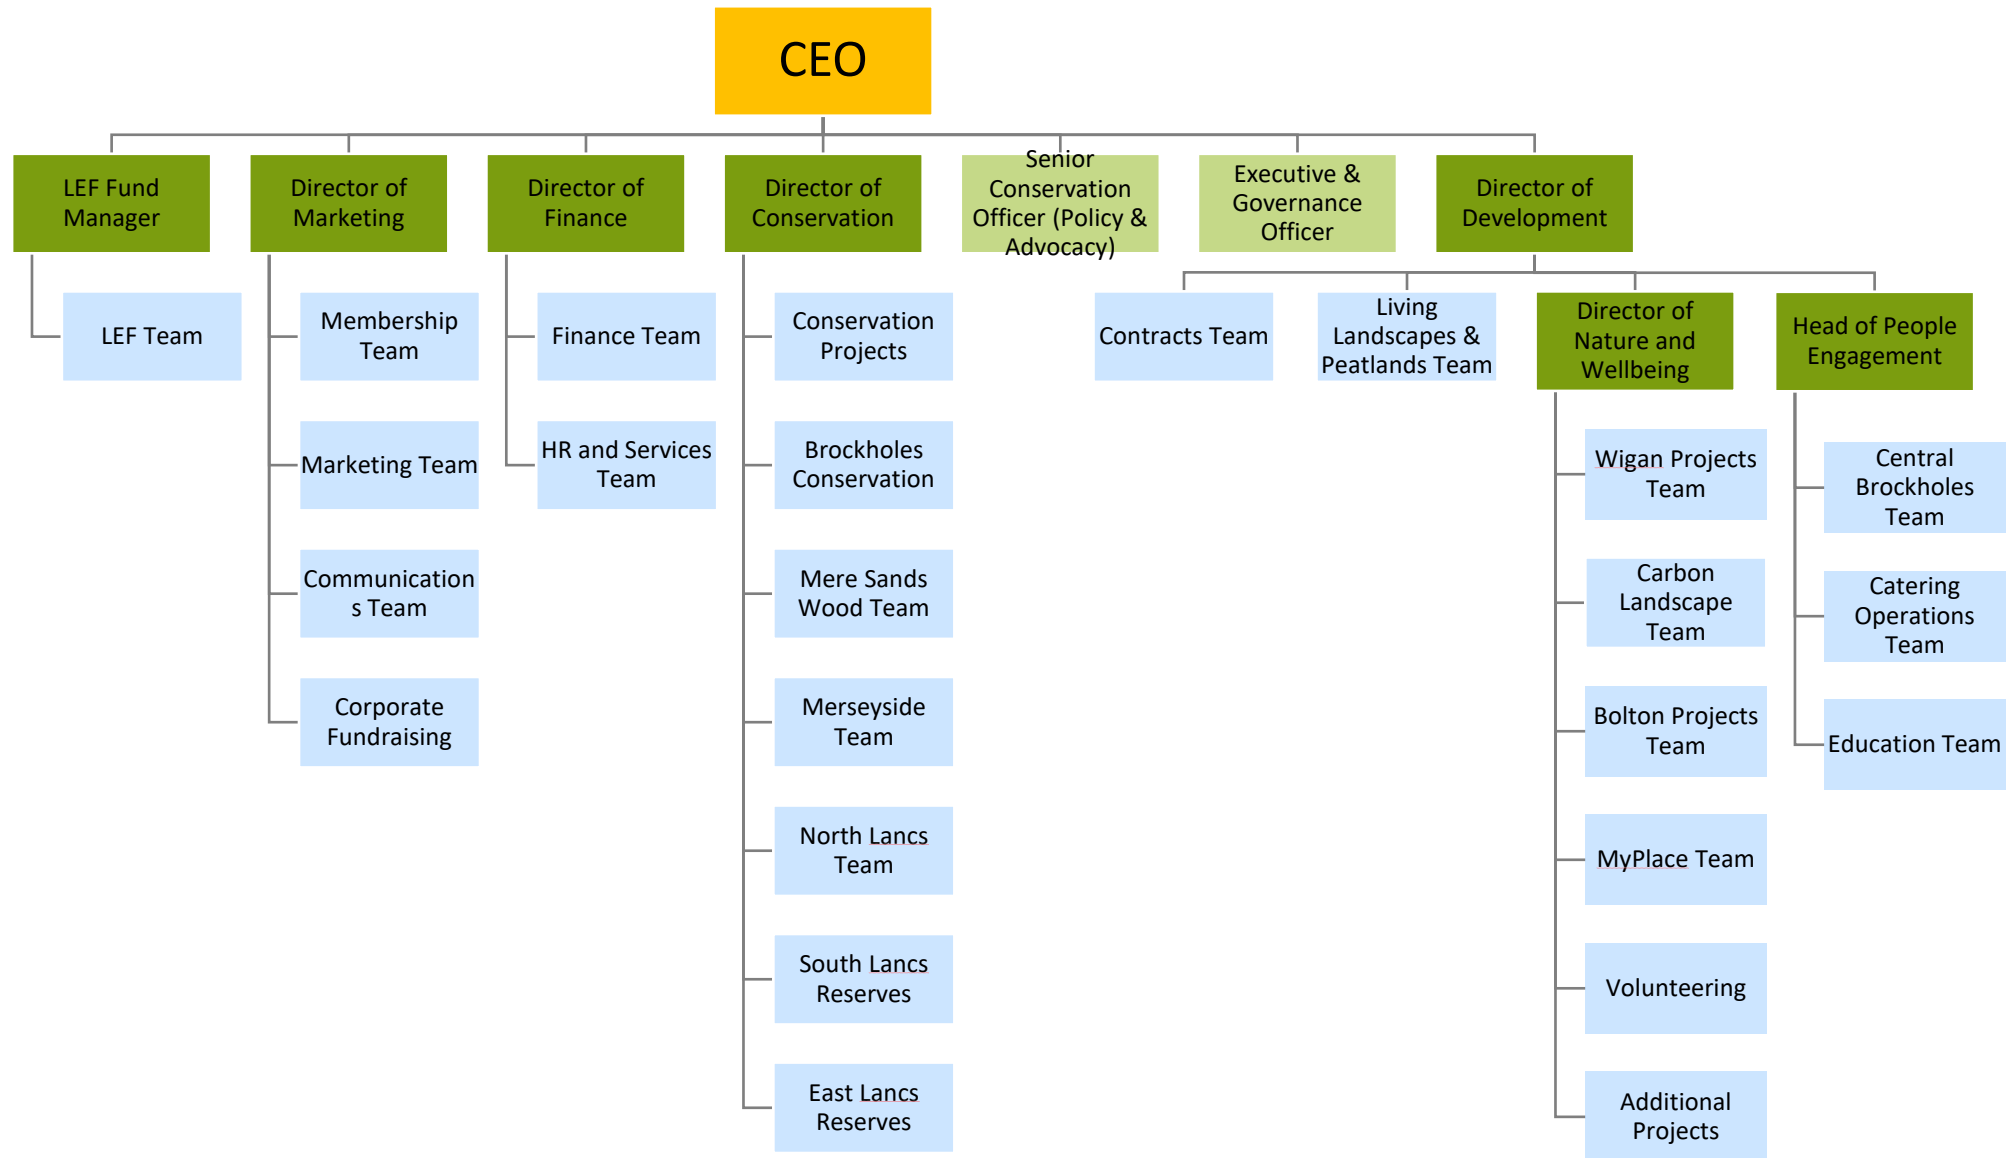 CEO
LEF Fund
Manager
Director of
Marketing
Director of
Finance
Director of
Conservation
Senior
Conservation
Officer (Policy &
Advocacy)
Executive &
Governance
Officer
Director of
Development
LEF Team
Membership
Team
Marketing Team
Communication
s Team
Corporate
Fundraising
Finance Team
HR and Services
Team
Conservation
Projects
Brockholes
Conservation
Mere Sands
Wood Team
Merseyside
Team
North Lancs
Team
South Lancs
Reserves
East Lancs
Reserves
Contracts Team
Living
Landscapes &
Peatlands Team
Director of
Nature and
Wellbeing
Wigan Projects
Team
Carbon
Landscape
Team
Bolton Projects
Team
MyPlace Team
Volunteering
Additional
Projects
Head of People
Engagement
Central
Brockholes
Team
Catering
Operations
Team
Education Team